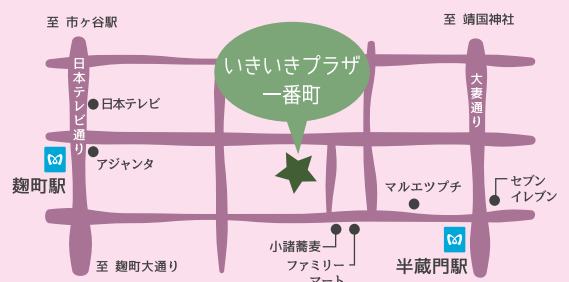 至 市ヶ谷駅
至 靖国神社
いきいきプラザ
一番町
日本テレビ通り
大妻通り
日本テレビ
アジャンタ
麹町駅
マルエツプチ
セブン
イレブン
小諸蕎麦
ファミリー
マート
半蔵門駅
至 麹町大通り